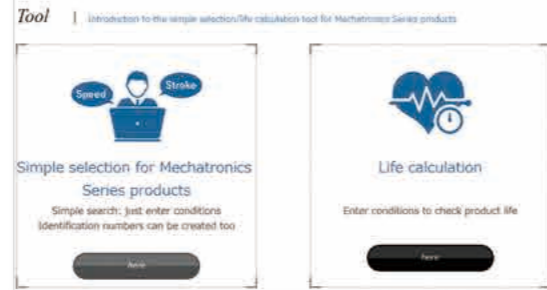 Tool | Introduction to the simple selection/life calculation tool for Mechatronics Series products
Speed
Stroke
Simple selection for Mechatronics
Series products
Simple search: just enter conditions
Identification numbers can be created too
here
Life calculation
Enter conditions to check product life
here